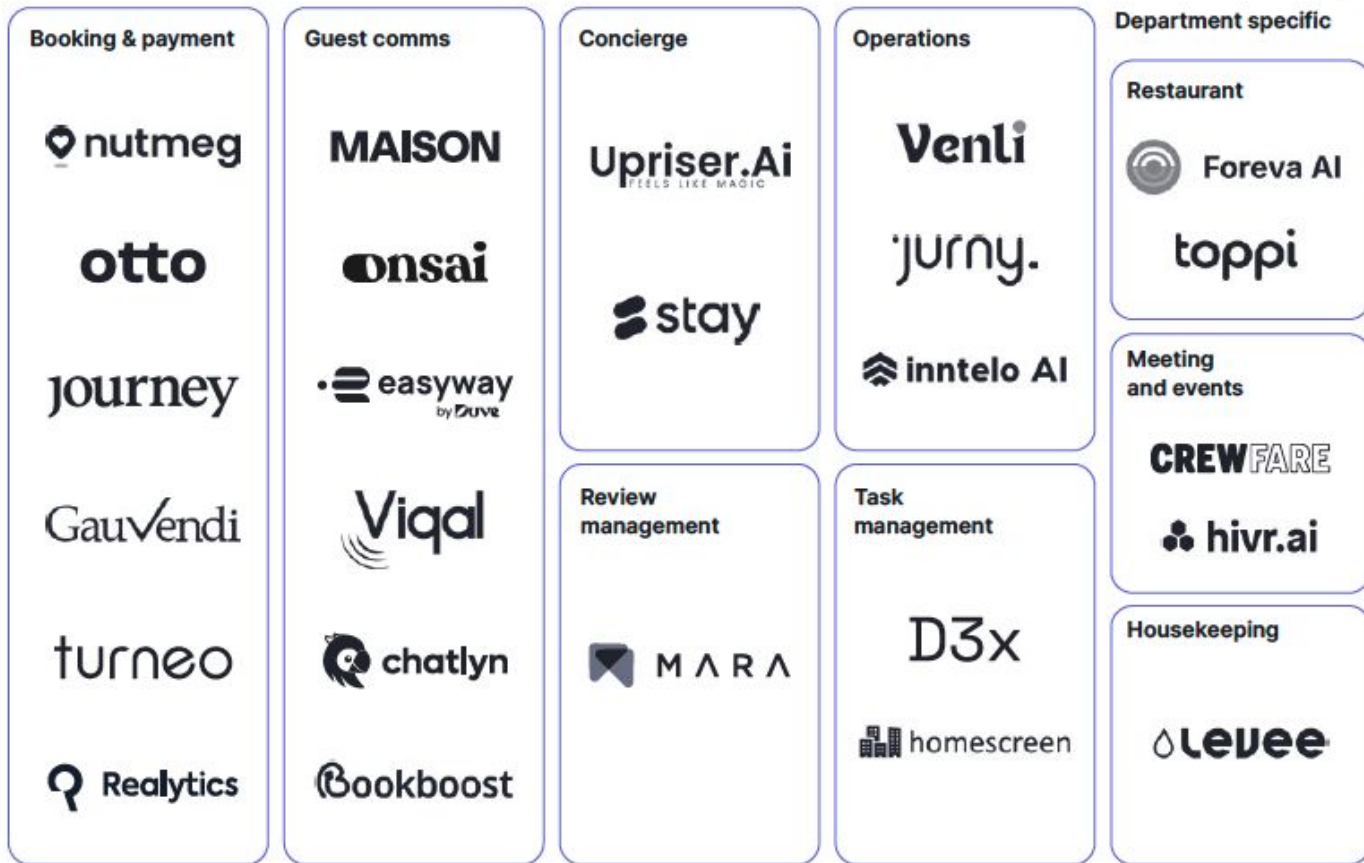 Booking & payment
nutmeg
otto
journey
GauVendi
turneo
Realytics
Guest comms
MAISON
onsai
easyway
by Duve
Viqal
chatlyn
Bookboost
Concierge
Upriser.Ai
FEELS LIKE MAGIC
stay
Review
management
MARA
Operations
Venli
jurny.
inntelo AI
Task
management
D3x
homescreen
Department specific
Restaurant
Foreva AI
toppi
Meeting
and events
CREWFARE
hivr.ai
Housekeeping
Levee